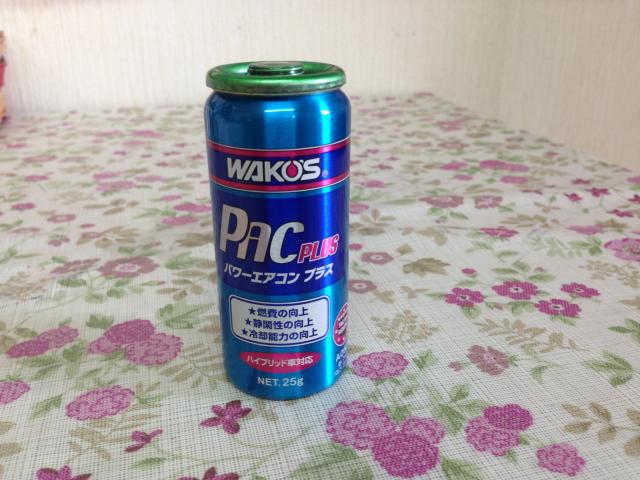 WAKO'S®
PAC PLUS
パワーエアコン プラス
★燃費の向上
★静閑性の向上
★冷却能力の向上
ハイブリッド車対応
NET. 25g